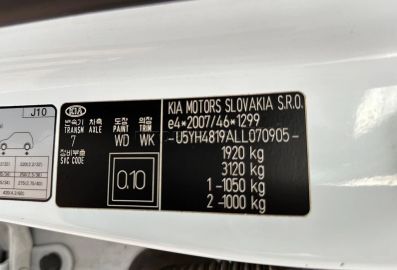 J10
KIA
변속기 차축 도장 의장
TRANSM AXLE PAINT TRIM
7 WD WK
정비부호
SVC CODE
0.10
KIA MOTORS SLOVAKIA S.R.O.
e4*2007/46*1299
-U5YH4819ALL070905-
1920 kg
3120 kg
1-1050 kg
2-1000 kg